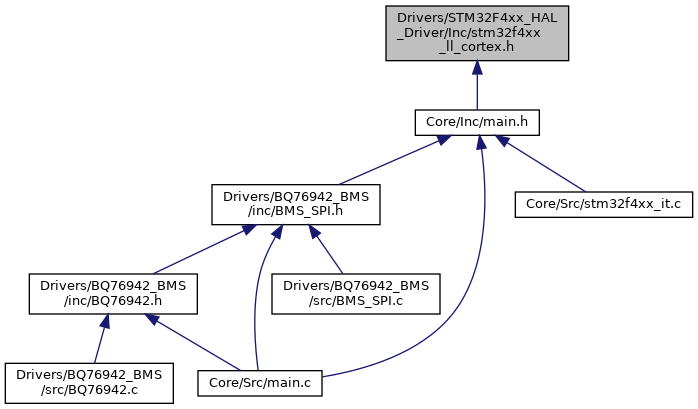 Drivers/STM32F4xx_HAL
_Driver/Inc/stm32f4xx
_ll_cortex.h
Core/Inc/main.h
Drivers/BQ76942_BMS
/inc/BMS_SPI.h
Core/Src/stm32f4xx_it.c
Drivers/BQ76942_BMS
/inc/BQ76942.h
Drivers/BQ76942_BMS
/src/BMS_SPI.c
Drivers/BQ76942_BMS
/src/BQ76942.c
Core/Src/main.c